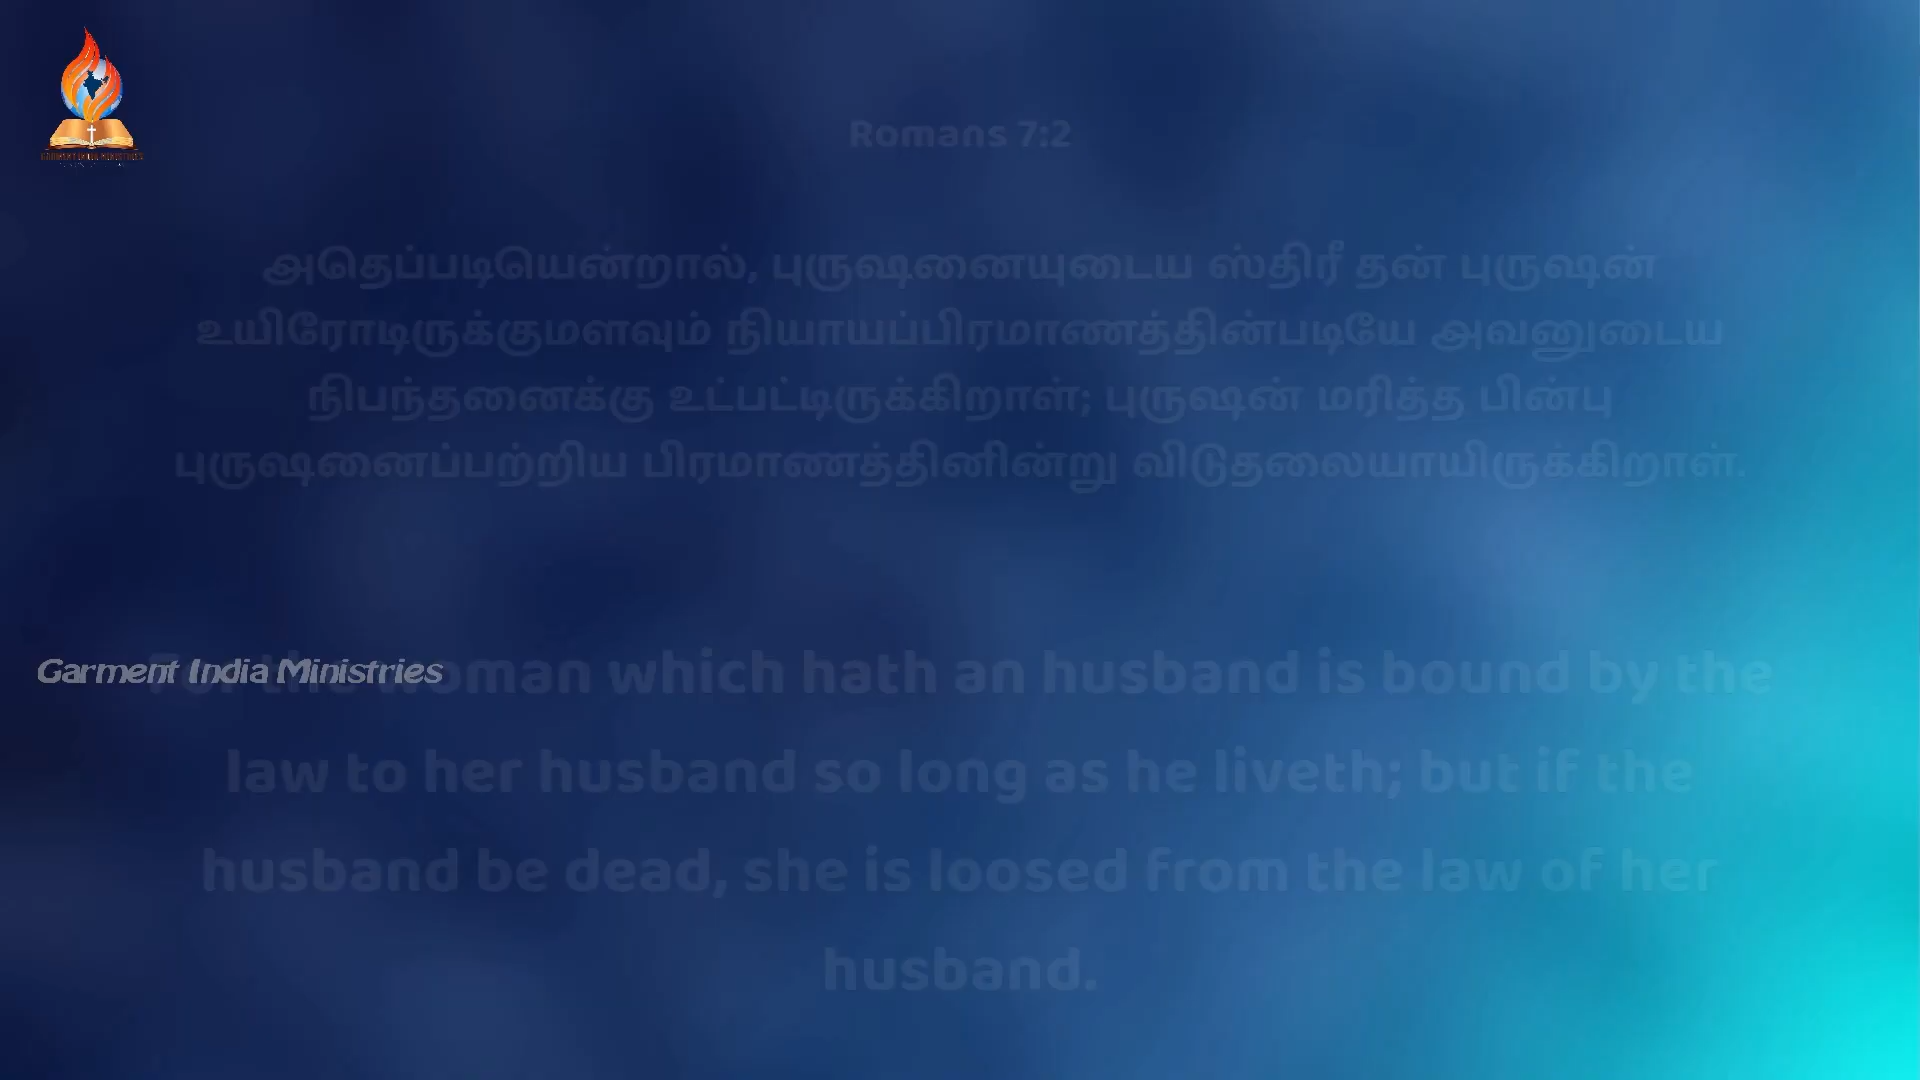 GARMENT INDIA MINISTRIES
Romans 7:2
அதெப்படியென்றால், புருஷனையுடைய ஸ்திரீ தன் புருஷன்
உயிரோடிருக்குமளவும் நியாயப்பிரமாணத்தின்படியே அவனுடைய
நிபந்தனைக்கு உட்பட்டிருக்கிறாள்; புருஷன் மரித்த பின்பு
புருஷனைப்பற்றிய பிரமாணத்தினின்று விடுதலையாயிருக்கிறாள்.
Garment India Ministries
For the woman which hath an husband is bound by the
law to her husband so long as he liveth; but if the
husband be dead, she is loosed from the law of her
husband.